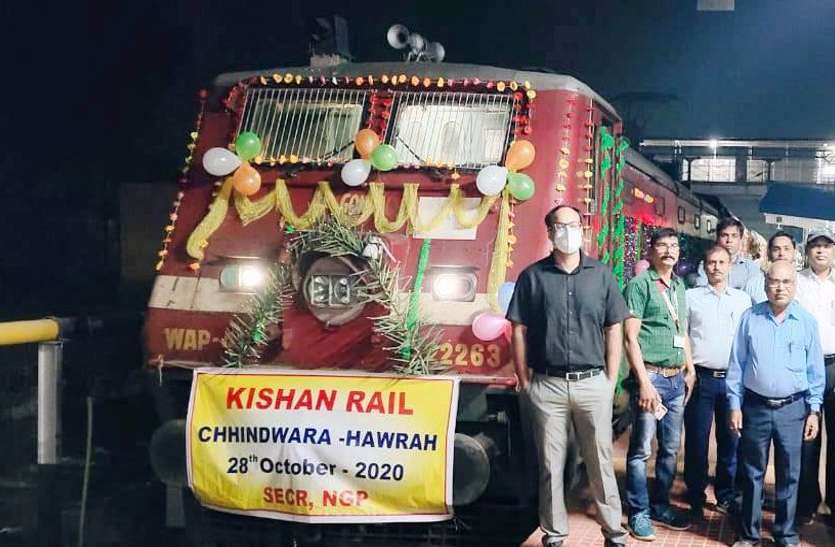 WAP-
2263
KISHAN RAIL
CHHINDWARA -HAWRAH
28th October - 2020
SECR, NGP